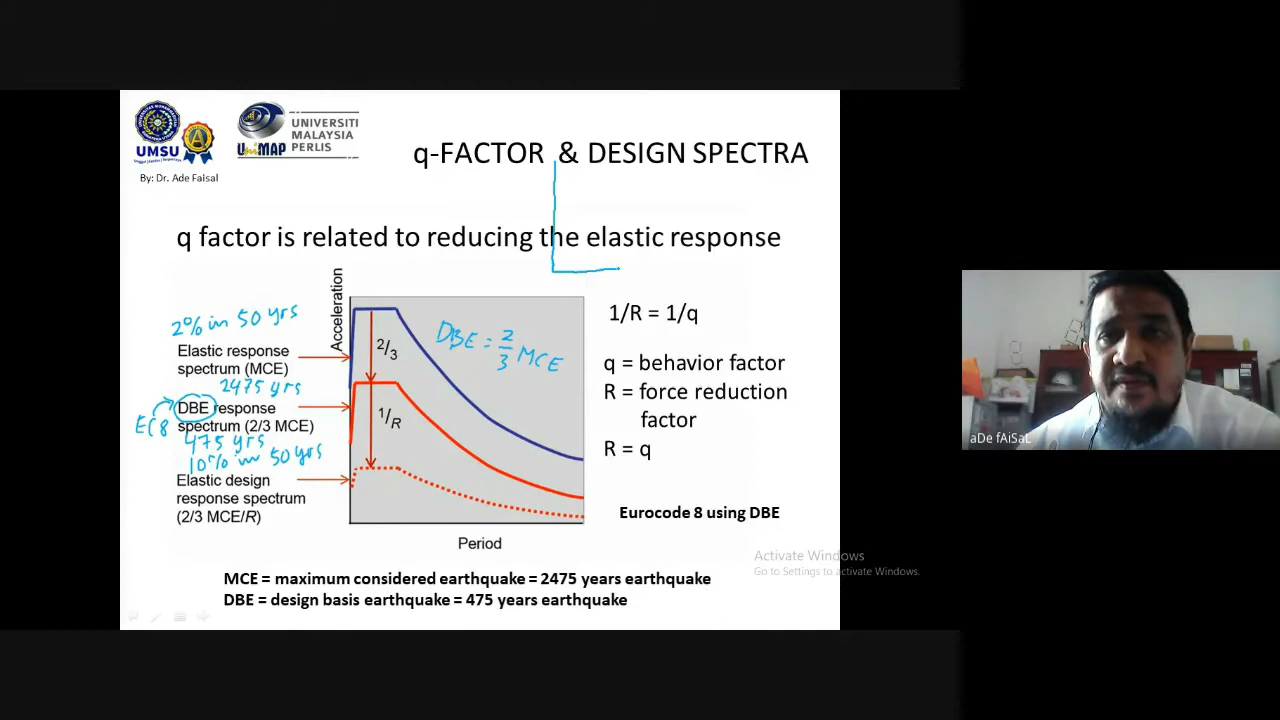 UMSU
A
UniMAP
UNIVERSITI
MALAYSIA
PERLIS
By: Dr. Ade Faisal
q-FACTOR & DESIGN SPECTRA
q factor is related to reducing the elastic response
Acceleration
2% in 50 yrs
Elastic response
spectrum (MCE)
2475 yrs
EC8
DBE response
spectrum (2/3 MCE)
475 yrs
10% in 50 yrs
Elastic design
response spectrum
(2/3 MCE/R)
2/3
1/R
DBE = 2/3 MCE
Period
1/R = 1/q
q = behavior factor
R = force reduction
factor
R = q
Eurocode 8 using DBE
MCE = maximum considered earthquake = 2475 years earthquake
DBE = design basis earthquake = 475 years earthquake
Activate Windows
Go to Settings to activate Windows.
aDe fAiSaL